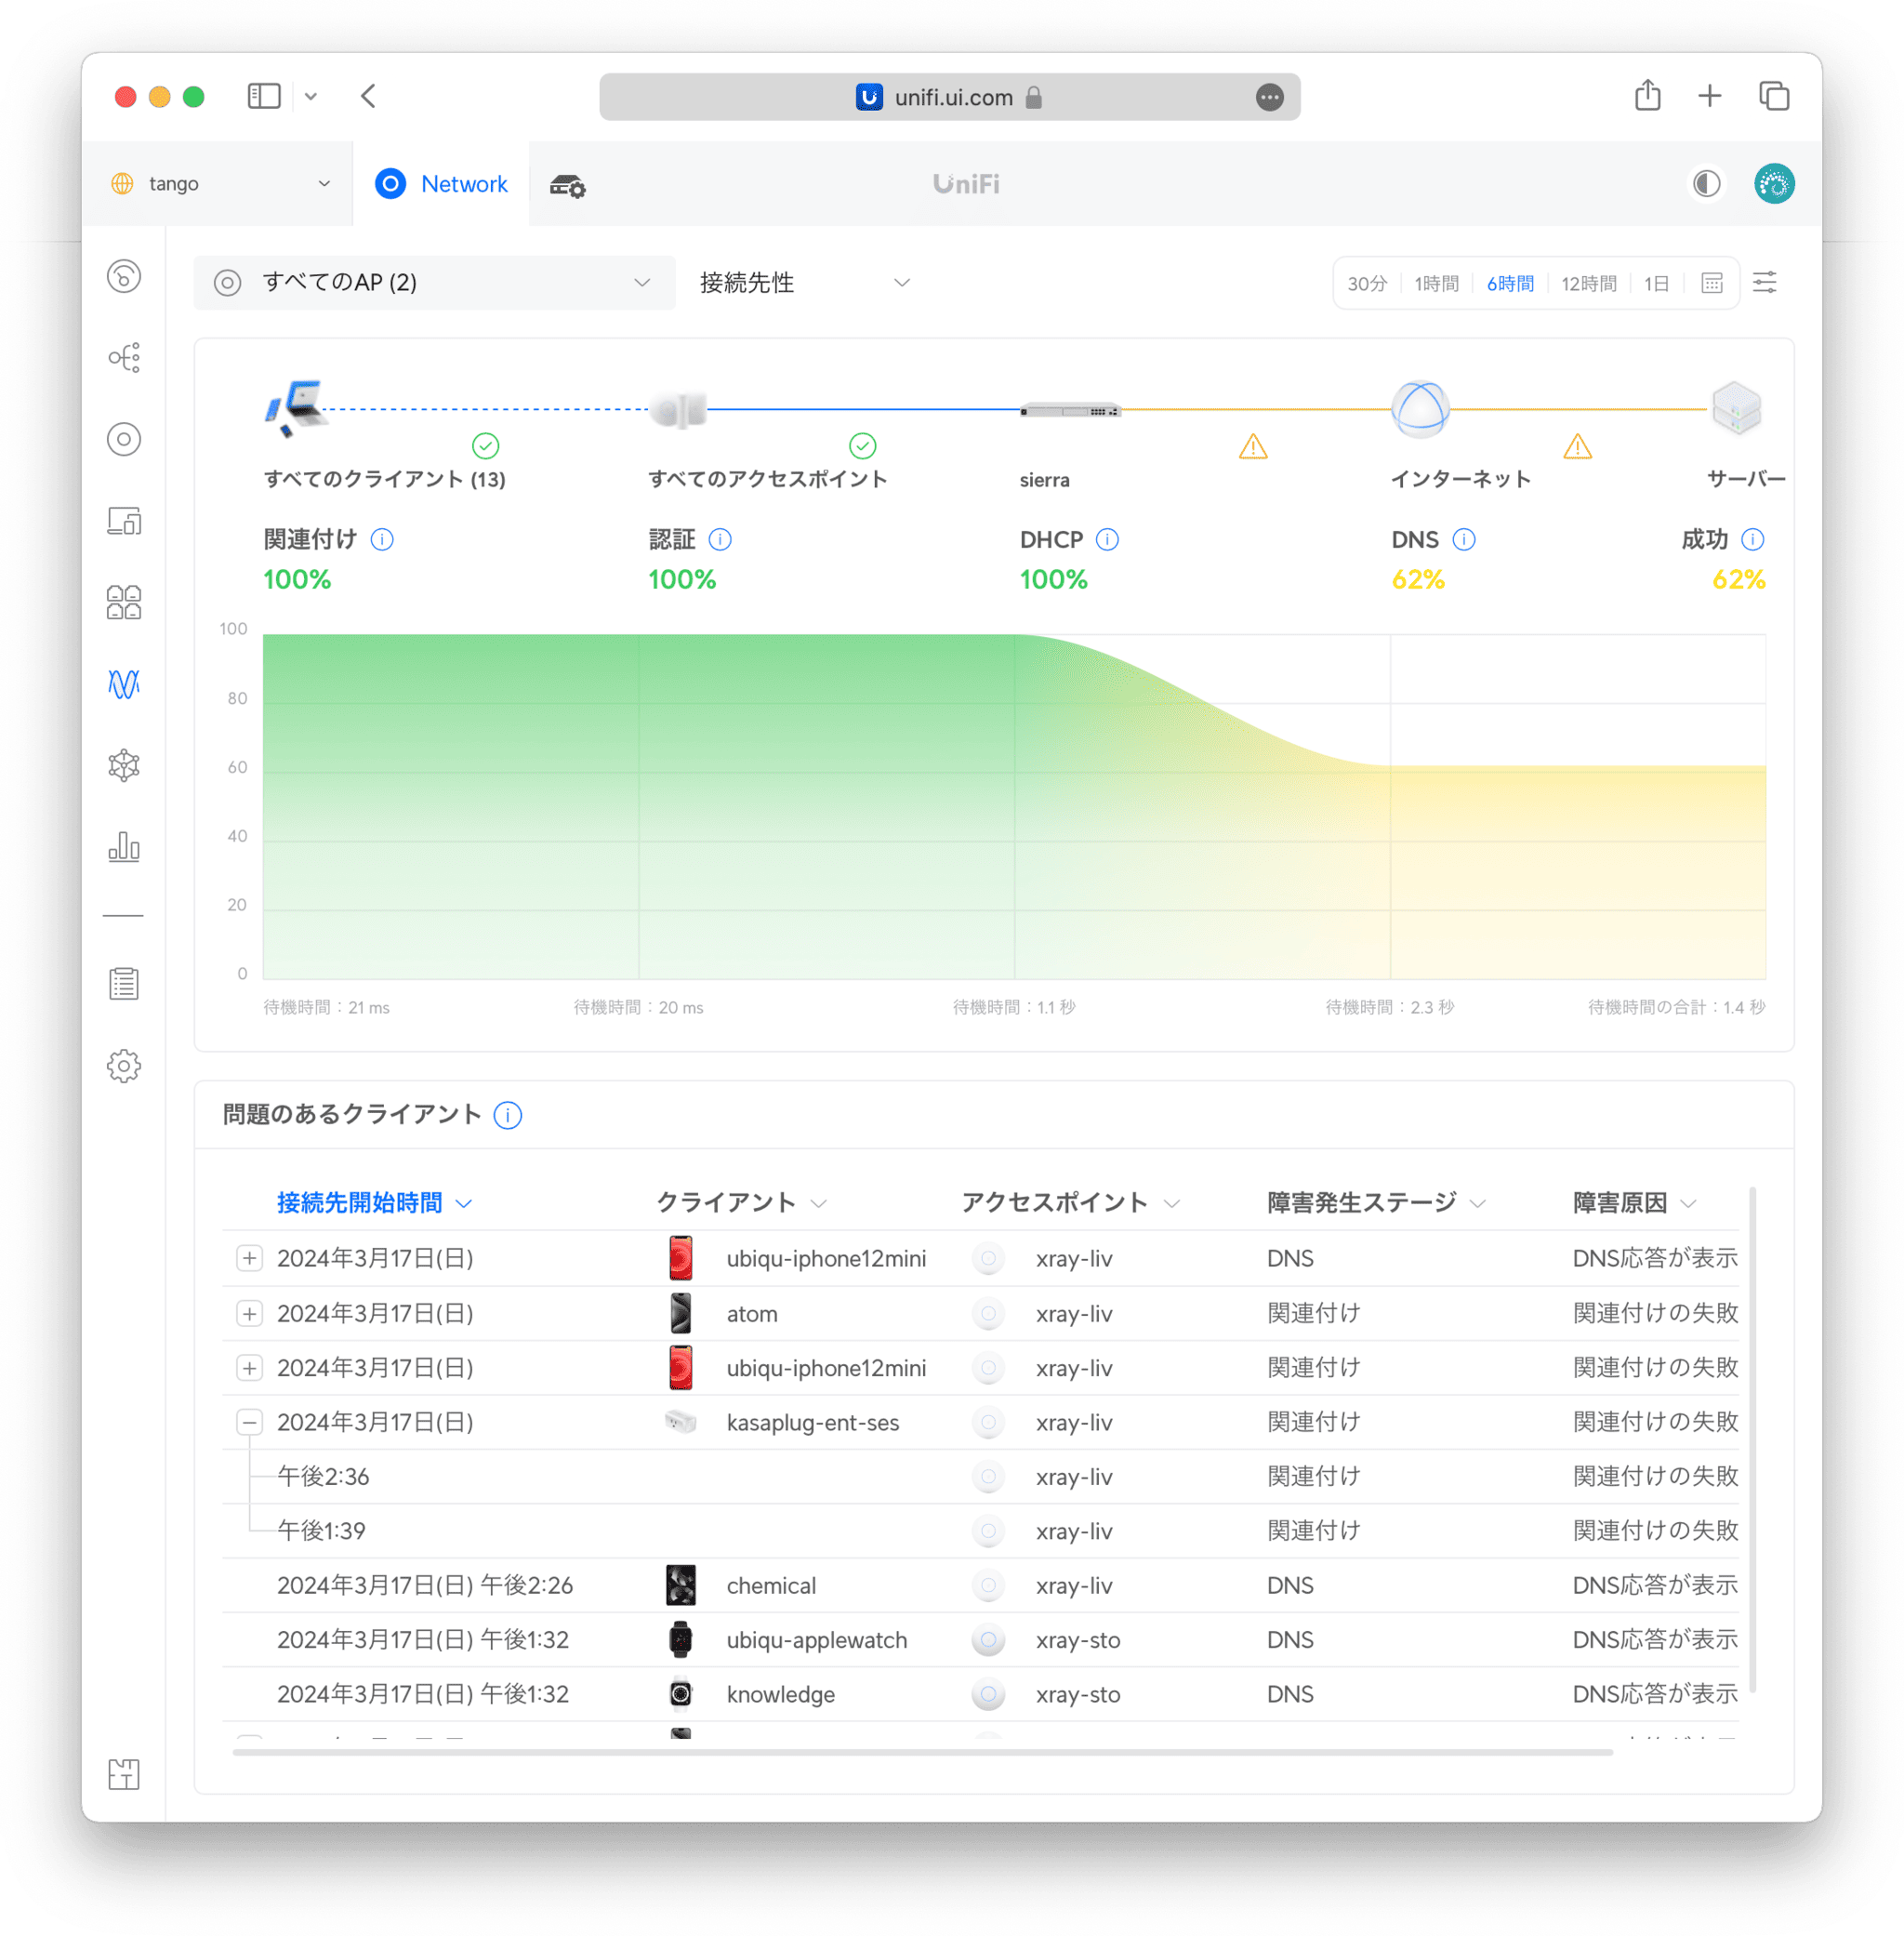 unifi.ui.com
tango
Network
UniFi
すべてのAP (2)
接続先性
30分 1時間 6時間 12時間 1日
すべてのクライアント (13) すべてのアクセスポイント sierra インターネット サーバー
関連付け 認証 DHCP DNS 成功
100% 100% 100% 62% 62%
100
80
60
40
20
0
待機時間：21 ms 待機時間：20 ms 待機時間：1.1 秒 待機時間：2.3 秒 待機時間の合計：1.4 秒
問題のあるクライアント
接続先開始時間 クライアント アクセスポイント 障害発生ステージ 障害原因
2024年3月17日(日) ubiqu-iphone12mini xray-liv DNS DNS応答が表示
2024年3月17日(日) atom xray-liv 関連付け 関連付けの失敗
2024年3月17日(日) ubiqu-iphone12mini xray-liv 関連付け 関連付けの失敗
2024年3月17日(日) kasaplug-ent-ses xray-liv 関連付け 関連付けの失敗
午後2:36 xray-liv 関連付け 関連付けの失敗
午後1:39 xray-liv 関連付け 関連付けの失敗
2024年3月17日(日) 午後2:26 chemical xray-liv DNS DNS応答が表示
2024年3月17日(日) 午後1:32 ubiqu-applewatch xray-sto DNS DNS応答が表示
2024年3月17日(日) 午後1:32 knowledge xray-sto DNS DNS応答が表示